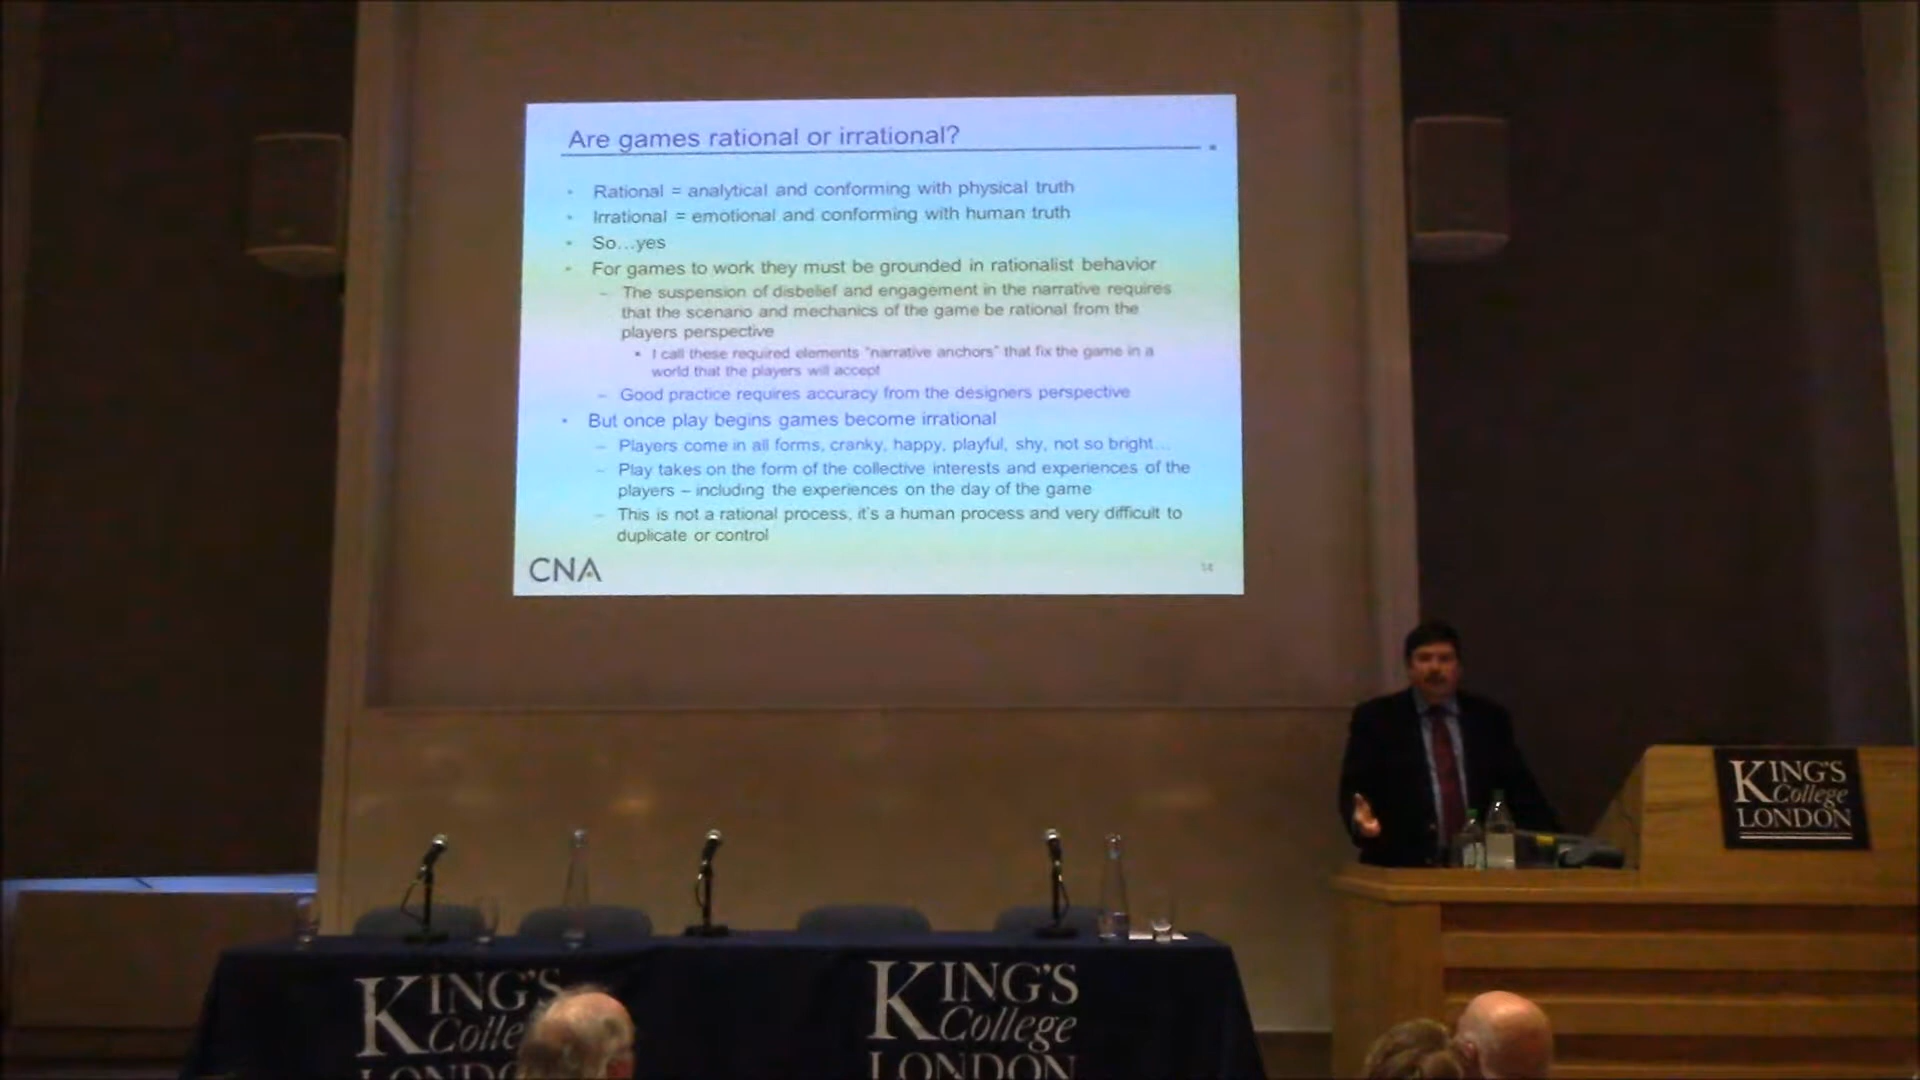 Are games rational or irrational?
• Rational = analytical and conforming with physical truth
• Irrational = emotional and conforming with human truth
• So...yes
• For games to work they must be grounded in rationalist behavior
– The suspension of disbelief and engagement in the narrative requires
that the scenario and mechanics of the game be rational from the
players perspective
• I call these required elements "narrative anchors" that fix the game in a
world that the players will accept
– Good practice requires accuracy from the designers perspective
• But once play begins games become irrational
– Players come in all forms, cranky, happy, playful, shy, not so bright...
– Play takes on the form of the collective interests and experiences of the
players – including the experiences on the day of the game
– This is not a rational process, it's a human process and very difficult to
duplicate or control
CNA
KING'S
College
LONDON
KING'S
Colle
LONDO
KING'S
College
LONDON